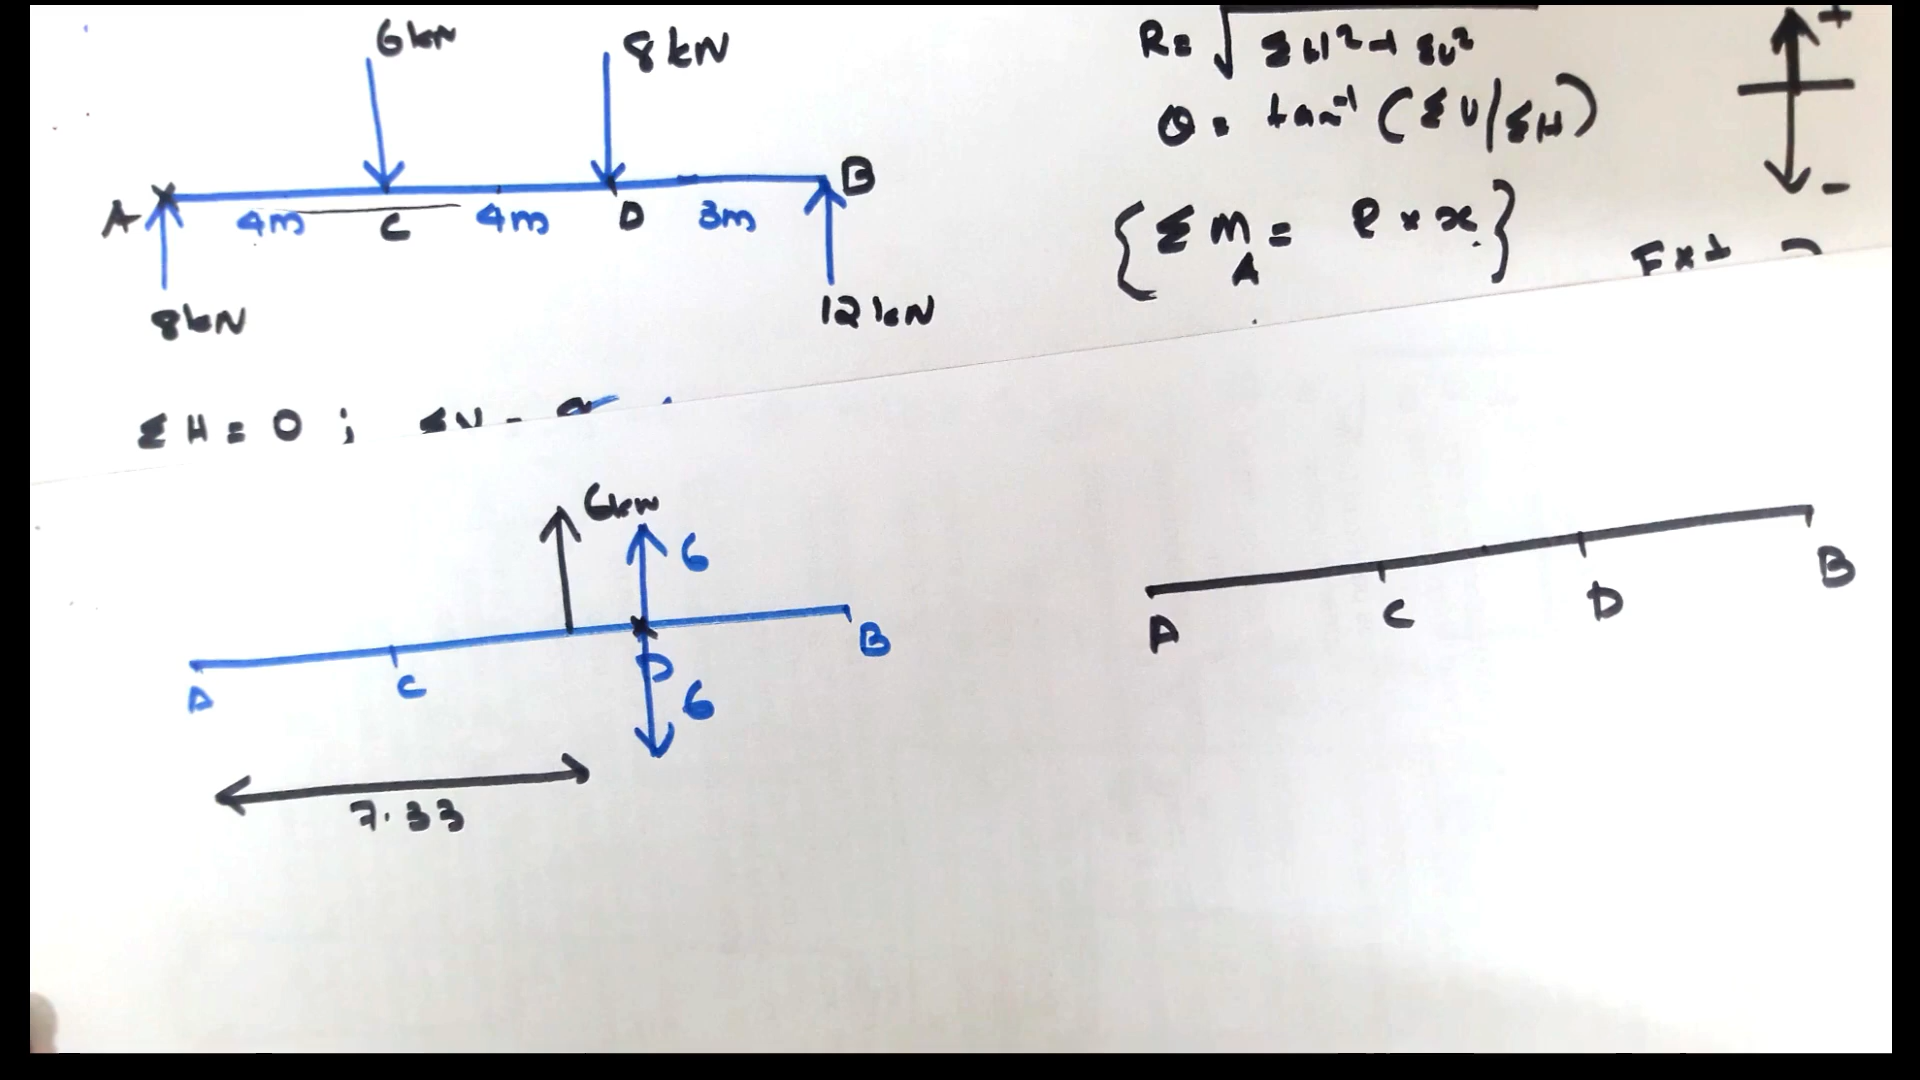 6kN 8kN
A 4m C 4m D 3m B
8kN 12kN
R = √ΣH²+ΣV²
θ = tan⁻¹ (ΣV/ΣH)
{ΣM = R × x}
A
+
-
F x d
ΣH = 0 ; ΣV =
6kN
6
A C D B
6
7.33
A C D B